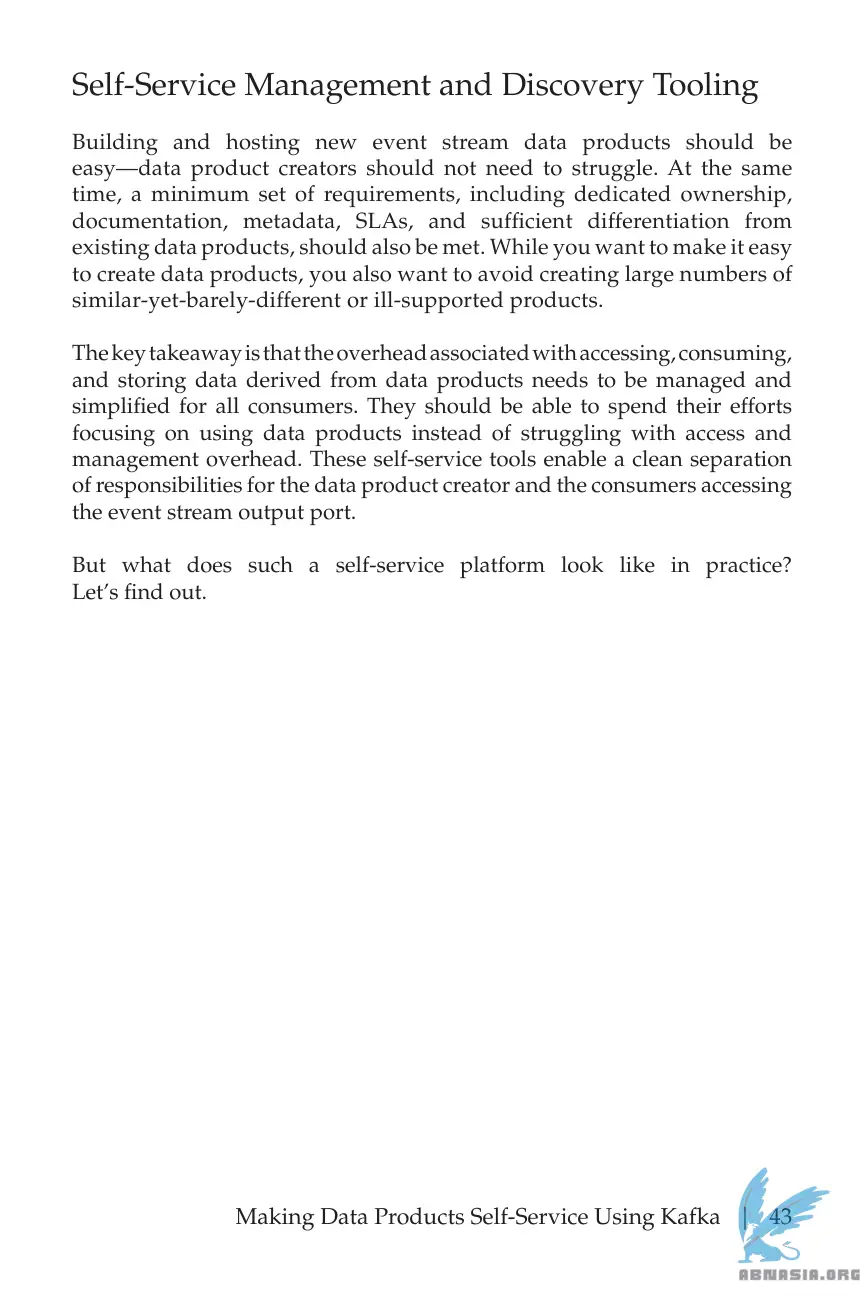 Self-Service Management and Discovery Tooling
Building and hosting new event stream data products should be
easy—data product creators should not need to struggle. At the same
time, a minimum set of requirements, including dedicated ownership,
documentation, metadata, SLAs, and sufficient differentiation from
existing data products, should also be met. While you want to make it easy
to create data products, you also want to avoid creating large numbers of
similar-yet-barely-different or ill-supported products.
The key takeaway is that the overhead associated with accessing, consuming,
and storing data derived from data products needs to be managed and
simplified for all consumers. They should be able to spend their efforts
focusing on using data products instead of struggling with access and
management overhead. These self-service tools enable a clean separation
of responsibilities for the data product creator and the consumers accessing
the event stream output port.
But what does such a self-service platform look like in practice?
Let’s find out.
Making Data Products Self-Service Using Kafka | 43
ABNASIA.ORG